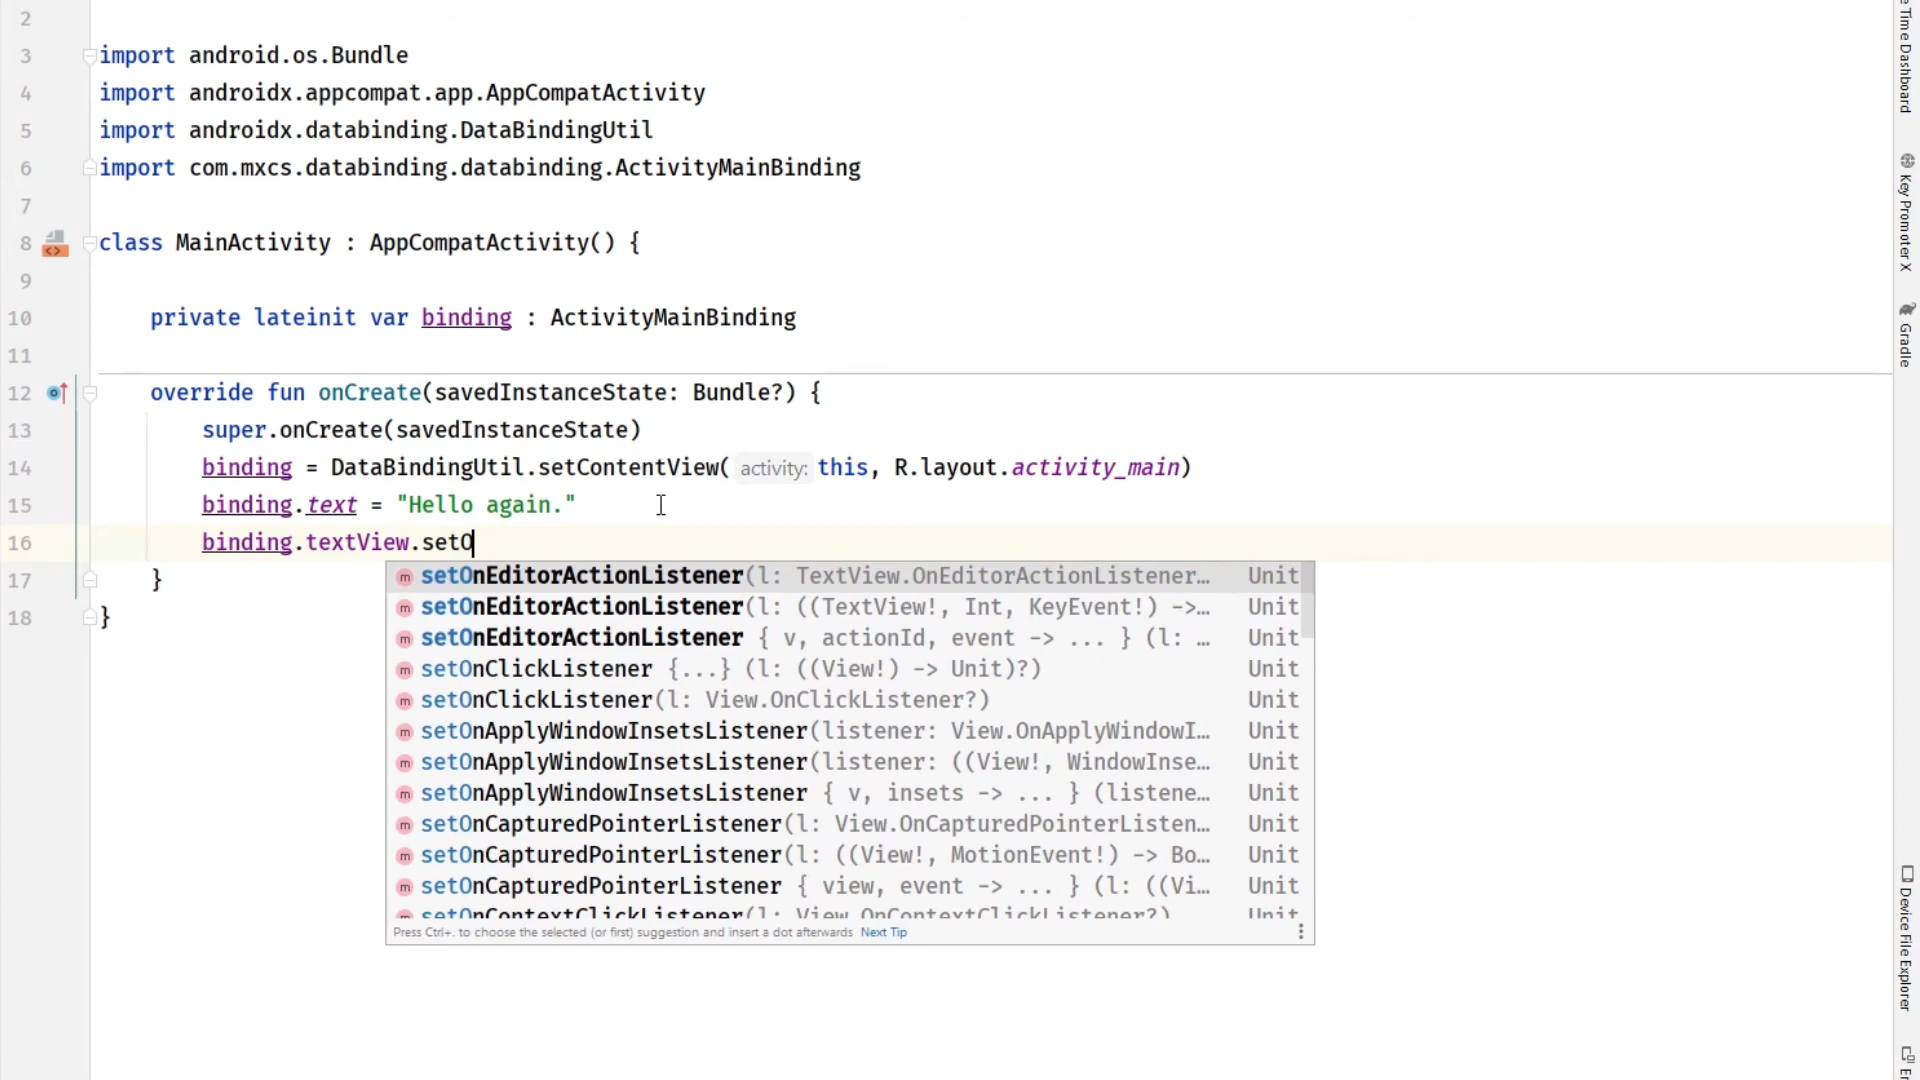 2
3 import android.os.Bundle
4 import androidx.appcompat.app.AppCompatActivity
5 import androidx.databinding.DataBindingUtil
6 import com.mxcs.databinding.databinding.ActivityMainBinding
7
8 class MainActivity : AppCompatActivity() {
9
10 private lateinit var binding : ActivityMainBinding
11
12 override fun onCreate(savedInstanceState: Bundle?) {
13 super.onCreate(savedInstanceState)
14 binding = DataBindingUtil.setContentView( activity: this, R.layout.activity_main)
15 binding.text = "Hello again."
16 binding.textView.setO
17 }
18 }
m setOnEditorActionListener(l: TextView.OnEditorActionListener… Unit
m setOnEditorActionListener(l: ((TextView!, Int, KeyEvent!) ->… Unit
m setOnEditorActionListener { v, actionId, event -> ... } (l: … Unit
m setOnClickListener {...} (l: ((View!) -> Unit)?) Unit
m setOnClickListener(l: View.OnClickListener?) Unit
m setOnApplyWindowInsetsListener(listener: View.OnApplyWindowI… Unit
m setOnApplyWindowInsetsListener(listener: ((View!, WindowInse… Unit
m setOnApplyWindowInsetsListener { v, insets -> ... } (listene… Unit
m setOnCapturedPointerListener(l: View.OnCapturedPointerListen… Unit
m setOnCapturedPointerListener(l: ((View!, MotionEvent!) -> Bo… Unit
m setOnCapturedPointerListener { view, event -> ... } (l: ((Vi… Unit
m setOnContextClickListener(l: View.OnContextClickListener?) Unit
Press Ctrl+. to choose the selected (or first) suggestion and insert a dot afterwards Next Tip
e Time Dashboard
Key Promoter X
Gradle
Device File Explorer